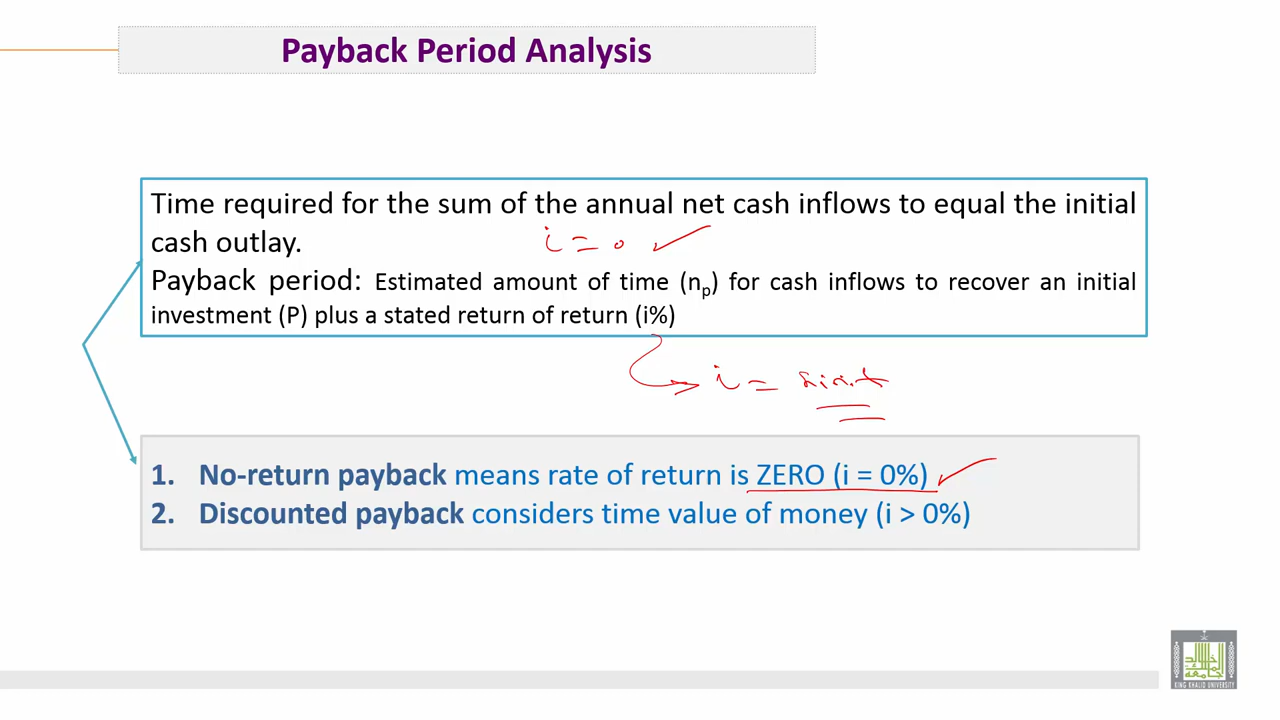 Payback Period Analysis
Time required for the sum of the annual net cash inflows to equal the initial
cash outlay.
i = 0
Payback period: Estimated amount of time (np) for cash inflows to recover an initial
investment (P) plus a stated return of return (i%)
i =
1. No-return payback means rate of return is ZERO (i = 0%)
2. Discounted payback considers time value of money (i > 0%)
KING KHALID UNIVERSITY